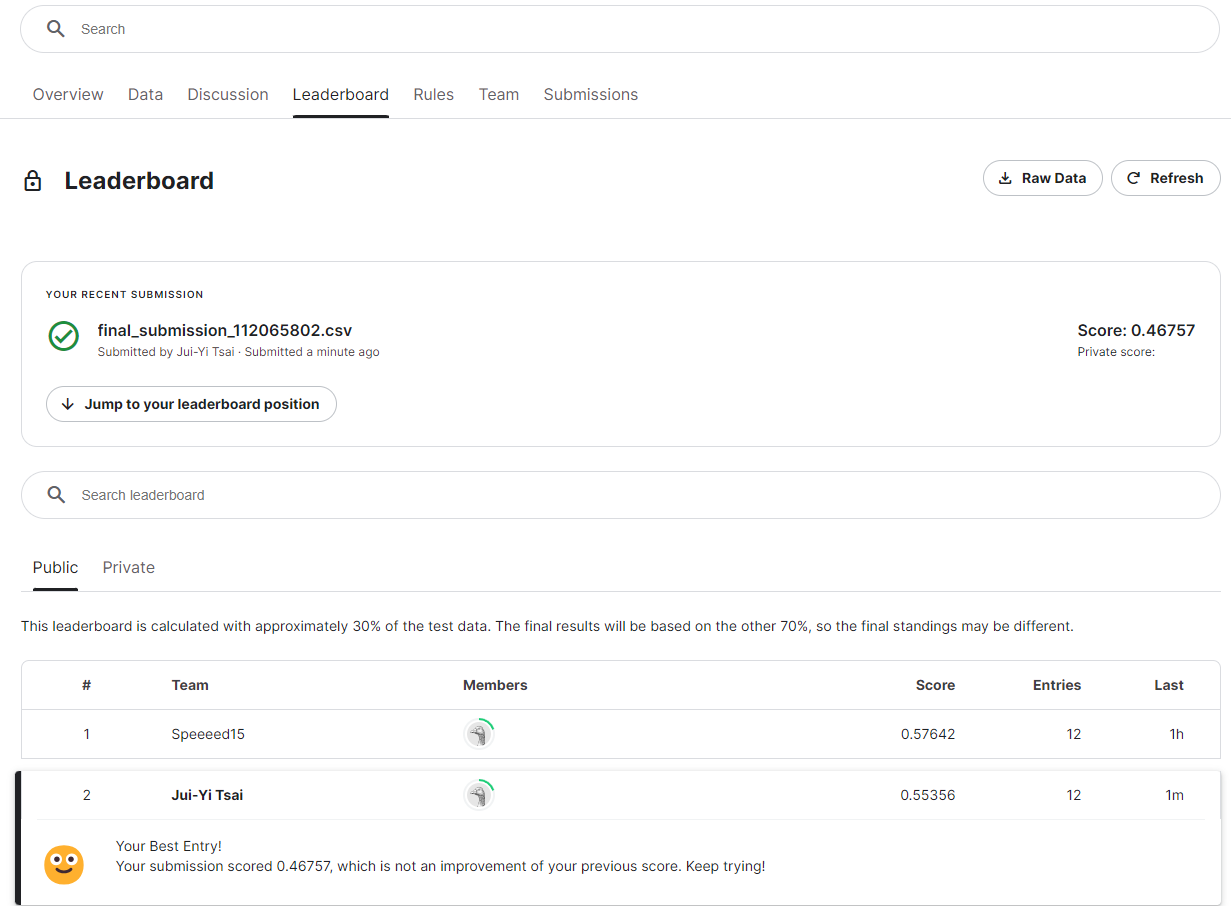 Search
Overview Data Discussion Leaderboard Rules Team Submissions
Leaderboard
Raw Data Refresh
YOUR RECENT SUBMISSION
final_submission_112065802.csv
Score: 0.46757
Submitted by Jui-Yi Tsai · Submitted a minute ago
Private score:
Jump to your leaderboard position
Search leaderboard
Public Private
This leaderboard is calculated with approximately 30% of the test data. The final results will be based on the other 70%, so the final standings may be different.
# Team Members Score Entries Last
1 Speeeed15 0.57642 12 1h
2 Jui-Yi Tsai 0.55356 12 1m
Your Best Entry!
Your submission scored 0.46757, which is not an improvement of your previous score. Keep trying!